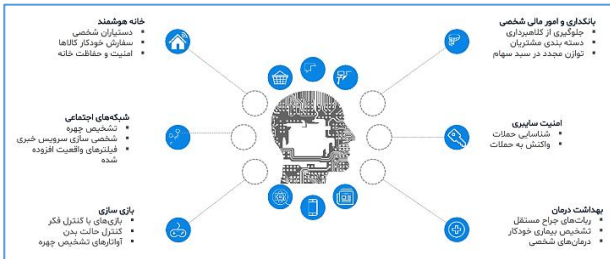 بانکداری و امور مالی شخصی
جلوگیری از کلاهبرداری
دسته بندی مشتریان
توازن مجدد در سبد سهام
خانه هوشمند
دستیاران شخصی
سفارش خودکار کالاها
امنیت و حفاظت خانه
امنیت سایبری
شناسایی حملات
واکنش به حملات
شبکه‌های اجتماعی
تشخیص چهره
شخصی سازی سرویس خبری
فیلترهای واقعیت افزوده
شده
بهداشت درمان
ربات‌های جراح مستقل
تشخیص بیماری خودکار
درمان‌های شخصی
بازی سازی
بازی‌های با کنترل فکر
کنترل حالت بدن
آواتارهای تشخیص چهره